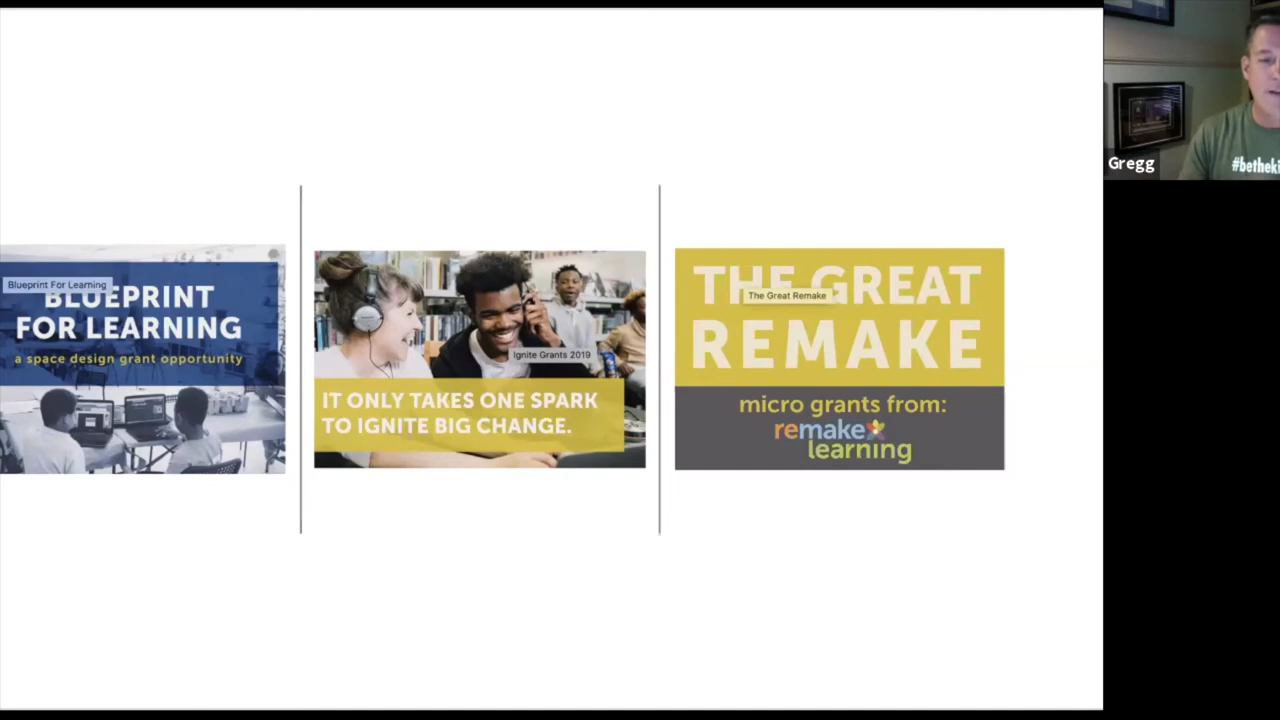 Gregg
#betheki
Blueprint For Learning
BLUEPRINT
FOR LEARNING
a space design grant opportunity
Ignite Grants 2019
IT ONLY TAKES ONE SPARK
TO IGNITE BIG CHANGE.
THE GREAT
The Great Remake
REMAKE
micro grants from:
remake
learning